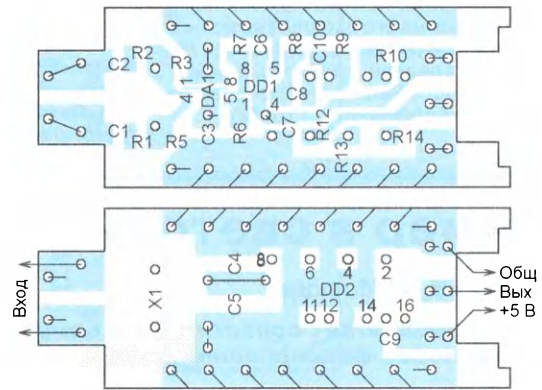 C2 R2 R3 R7 C6 R8 C10 R9 R10
8 5
4 1 DA1 5 8 DD1 C8
1 4
C1 R1 R5 C3 R6 C7 R12 R13 R14
Вход
X1
C4 8 6 4 2
C5 DD2
11 12 14 16
C9
Общ
Вых
+5 В